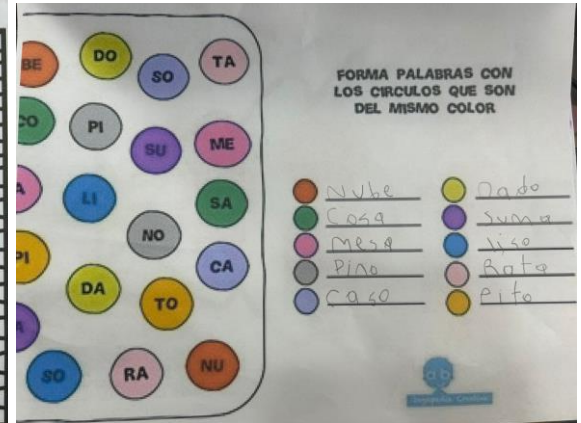 BE
DO
SO
TA
CO
PI
SU
ME
A
LI
SA
PI
NO
CA
DA
TO
A
SO
RA
NU
FORMA PALABRAS CON
LOS CIRCULOS QUE SON
DEL MISMO COLOR
Nube
Dado
Cosa
Suma
Mesa
Liso
Pino
Rata
Caso
Pito